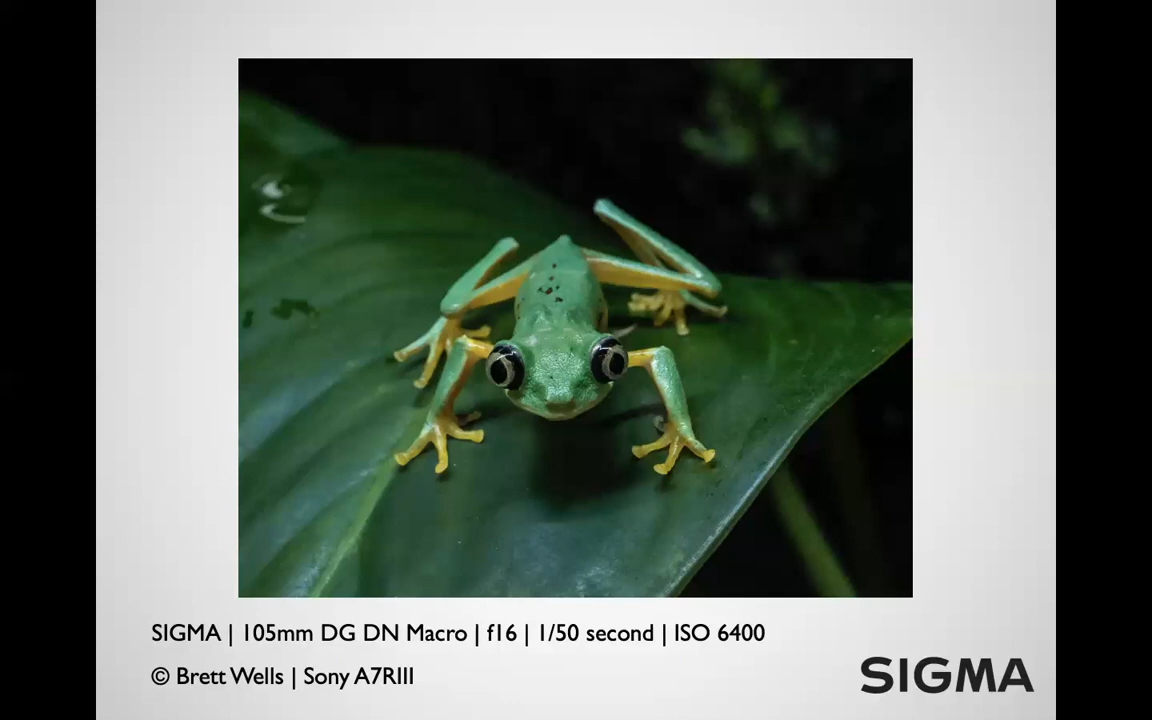 SIGMA | 105mm DG DN Macro | f16 | 1/50 second | ISO 6400
© Brett Wells | Sony A7RIII
SIGMA